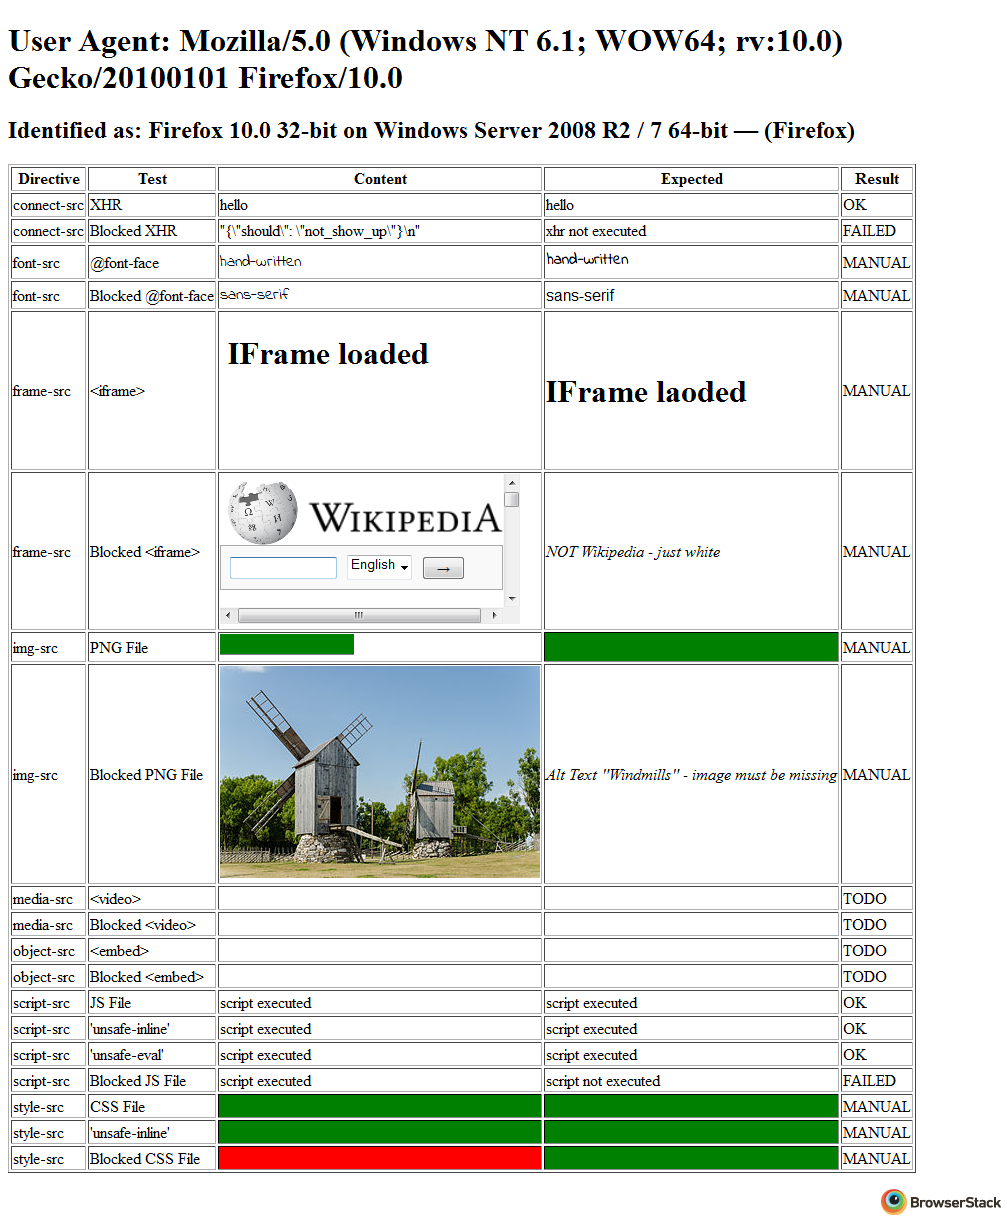 User Agent: Mozilla/5.0 (Windows NT 6.1; WOW64; rv:10.0)
Gecko/20100101 Firefox/10.0
Identified as: Firefox 10.0 32-bit on Windows Server 2008 R2 / 7 64-bit — (Firefox)
Directive Test Content Expected Result
connect-src XHR hello hello OK
connect-src Blocked XHR "{\"should\": \"not_show_up\"}\n" xhr not executed FAILED
font-src @font-face hand-written hand-written MANUAL
font-src Blocked @font-face sans-serif sans-serif MANUAL
frame-src <iframe> IFrame loaded IFrame laoded MANUAL
frame-src Blocked <iframe> WIKIPEDIA English → NOT Wikipedia - just white MANUAL
img-src PNG File MANUAL
img-src Blocked PNG File Alt Text "Windmills" - image must be missing MANUAL
media-src <video> TODO
media-src Blocked <video> TODO
object-src <embed> TODO
object-src Blocked <embed> TODO
script-src JS File script executed script executed OK
script-src 'unsafe-inline' script executed script executed OK
script-src 'unsafe-eval' script executed script executed OK
script-src Blocked JS File script executed script not executed FAILED
style-src CSS File MANUAL
style-src 'unsafe-inline' MANUAL
style-src Blocked CSS File MANUAL
BrowserStack